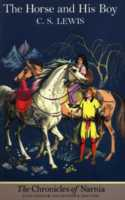 The Horse and His Boy
C. S. LEWIS
The Chronicles of Narnia